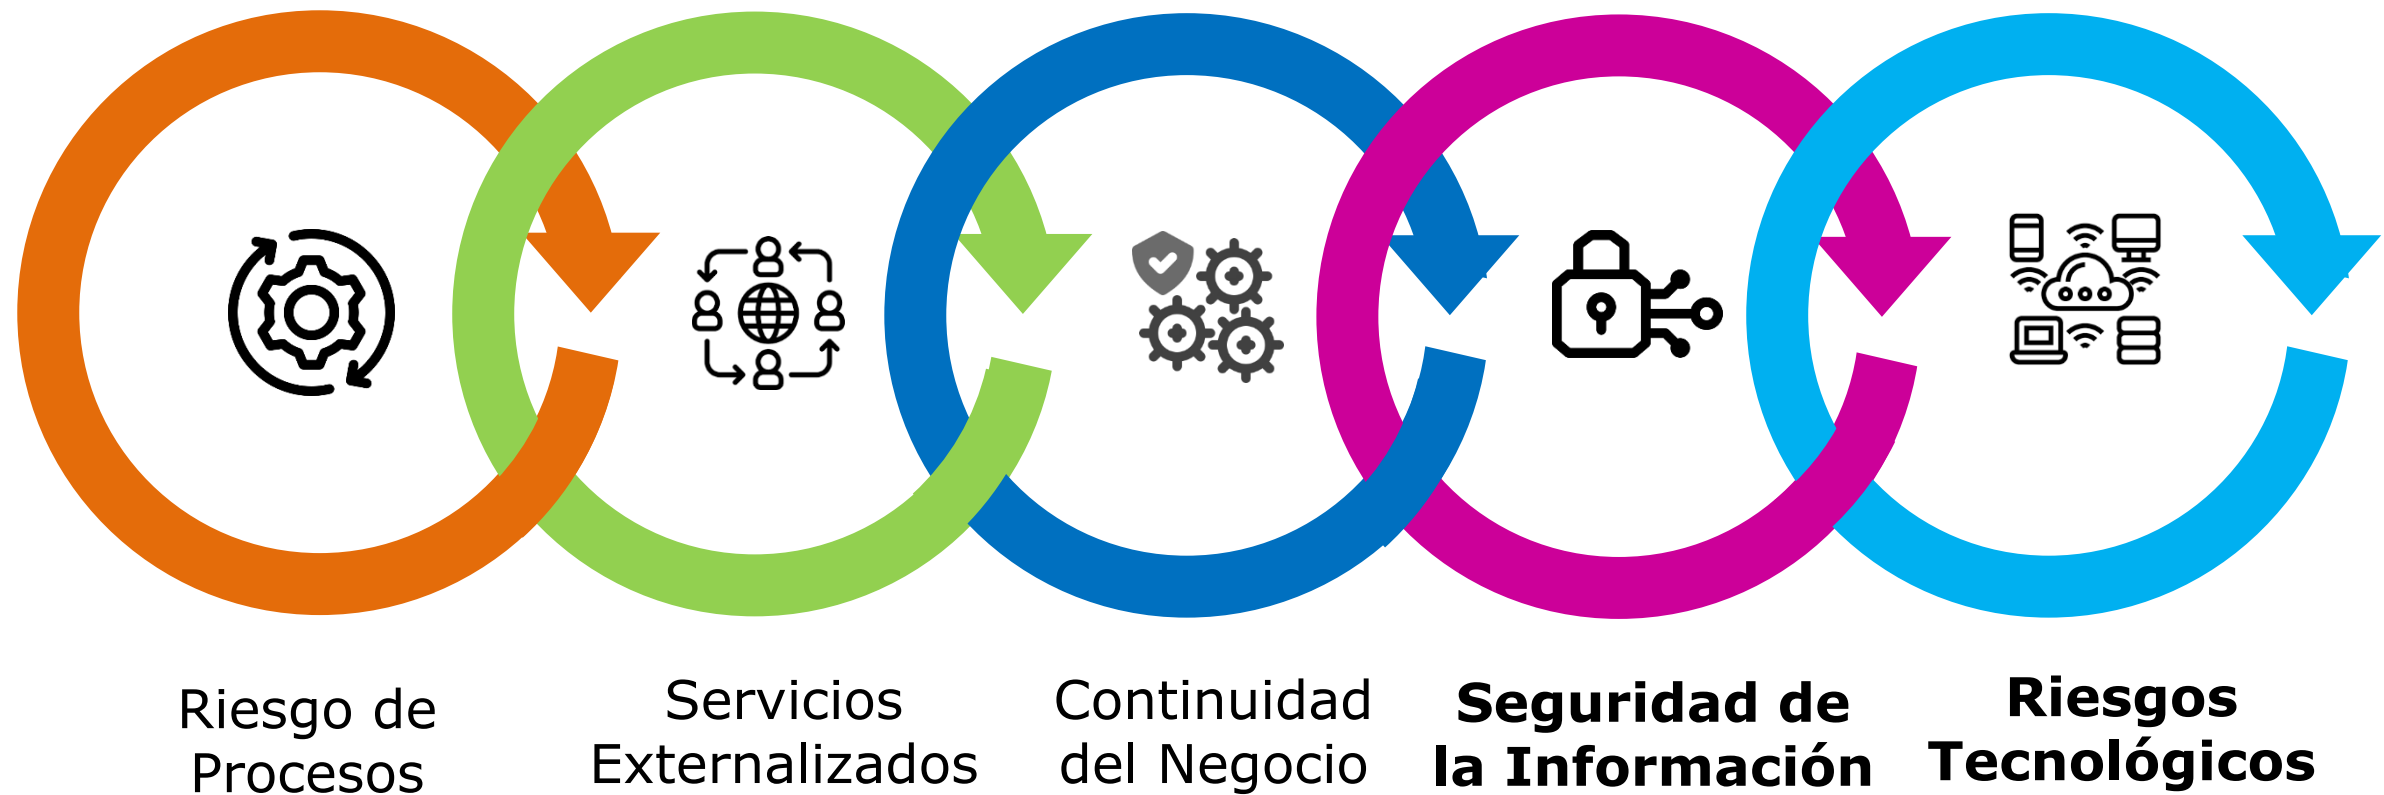 Riesgo de
Procesos
Servicios
Externalizados
Continuidad
del Negocio
Seguridad de
la Información
Riesgos
Tecnológicos